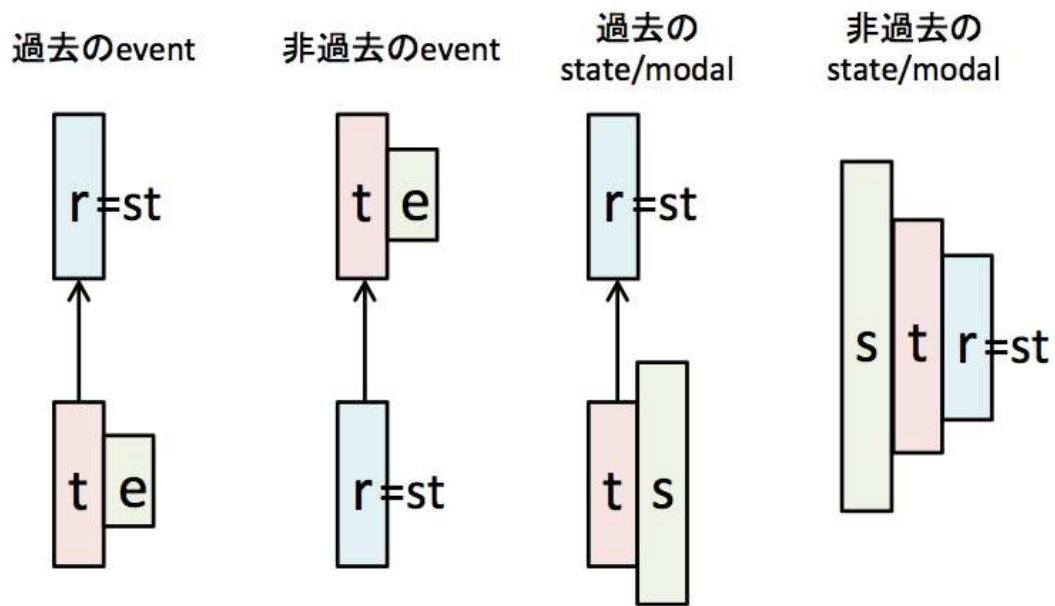 過去のevent
r=st
t e
非過去のevent
t e
r=st
過去の
state/modal
r=st
t s
非過去の
state/modal
s t r=st